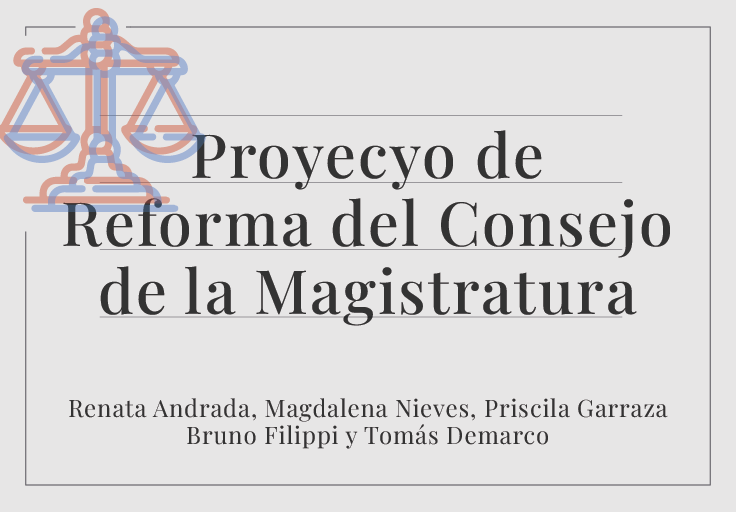 Proyecyo de
Reforma del Consejo
de la Magistratura
Renata Andrada, Magdalena Nieves, Priscila Garraza
Bruno Filippi y Tomás Demarco